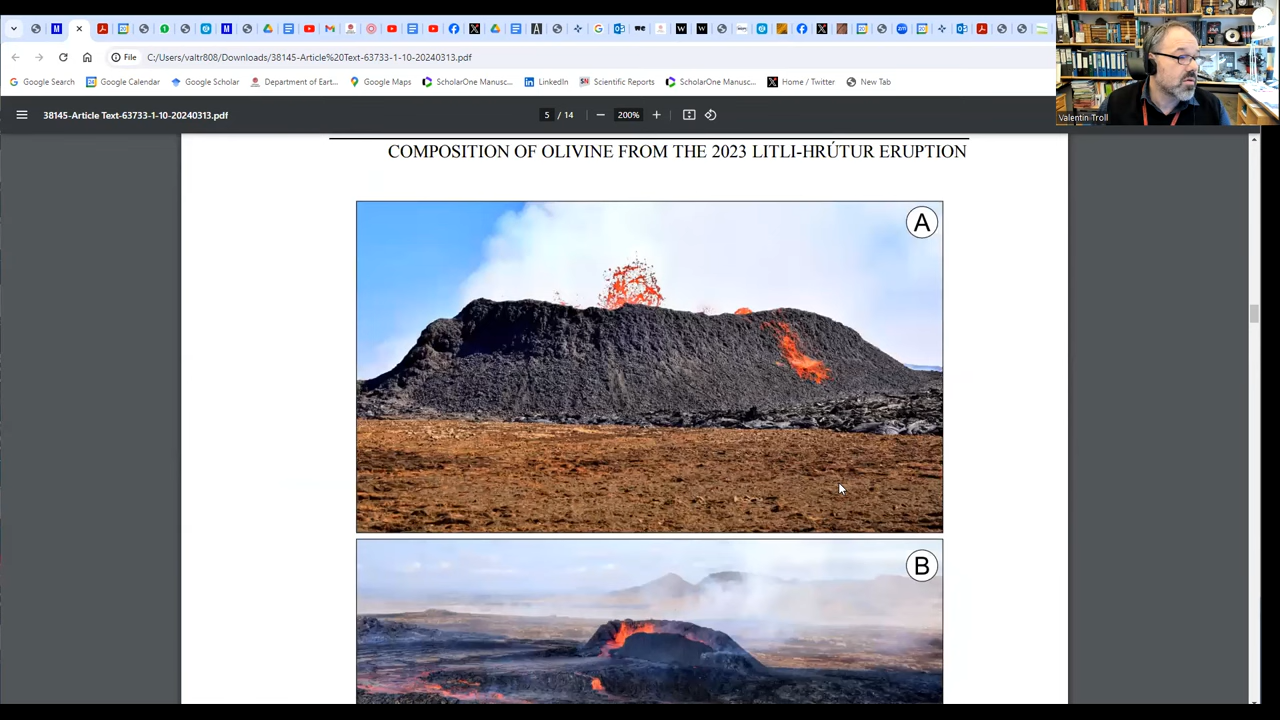 File C:/Users/valtr808/Downloads/38145-Article%20Te
-1-10-20240313.pdf
Google Search Google Calendar Google Scholar Department of Eart... Google Maps ScholarOne Manusc... LinkedIn Scientific Reports ScholarOne Manusc... Home / Twitter New Tab
Valentin Troll
38145-Article Text-63733-1-10-20240313.pdf 5 / 14 200%
COMPOSITION OF OLIVINE FROM THE 2023 LITLI-HRÚTUR ERUPTION
A
B